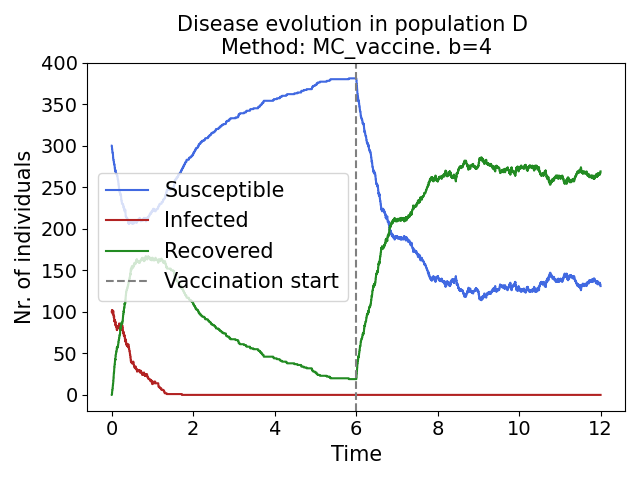 Disease evolution in population D
Method: MC_vaccine. b=4
Nr. of individuals
400
350
300
250
200
150
100
50
0
Susceptible
Infected
Recovered
Vaccination start
0 2 4 6 8 10 12
Time